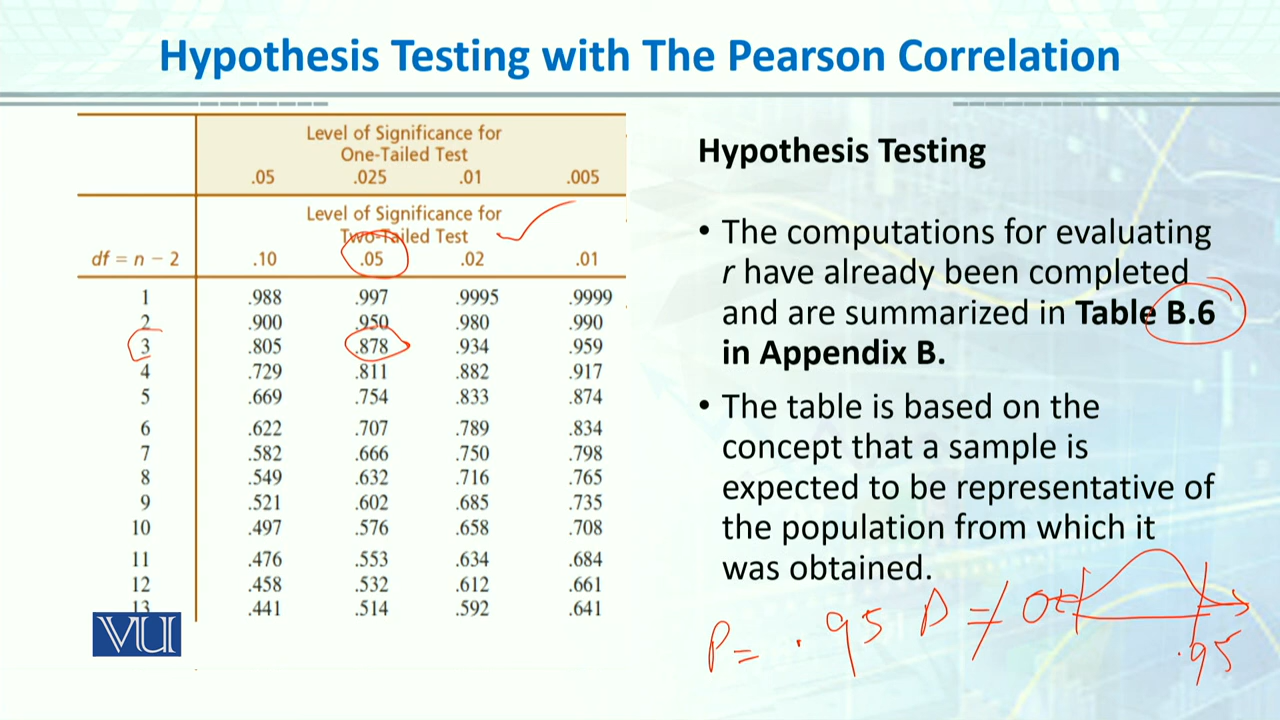 Hypothesis Testing with The Pearson Correlation
Level of Significance for
One-Tailed Test
.05 .025 .01 .005
Level of Significance for
Two-Tailed Test
df = n − 2 .10 .05 .02 .01
1 .988 .997 .9995 .9999
2 .900 .950 .980 .990
3 .805 .878 .934 .959
4 .729 .811 .882 .917
5 .669 .754 .833 .874
6 .622 .707 .789 .834
7 .582 .666 .750 .798
8 .549 .632 .716 .765
9 .521 .602 .685 .735
10 .497 .576 .658 .708
11 .476 .553 .634 .684
12 .458 .532 .612 .661
13 .441 .514 .592 .641
VU
Hypothesis Testing
• The computations for evaluating
r have already been completed
and are summarized in Table B.6
in Appendix B.
• The table is based on the
concept that a sample is
expected to be representative of
the population from which it
was obtained.
P = .95 P ≠ 0
.95